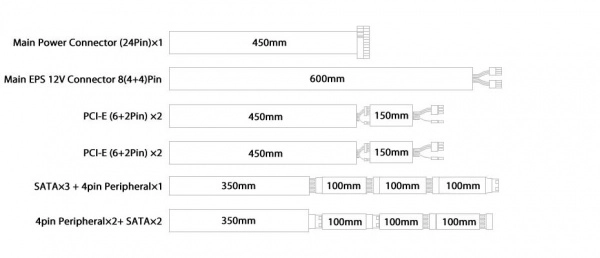 Main Power Connector (24Pin)×1 450mm
Main EPS 12V Connector 8(4+4)Pin 600mm
PCI-E (6+2Pin) ×2 450mm 150mm
PCI-E (6+2Pin) ×2 450mm 150mm
SATA×3 + 4pin Peripheral×1 350mm 100mm 100mm 100mm
4pin Peripheral×2+ SATA×2 350mm 100mm 100mm 100mm